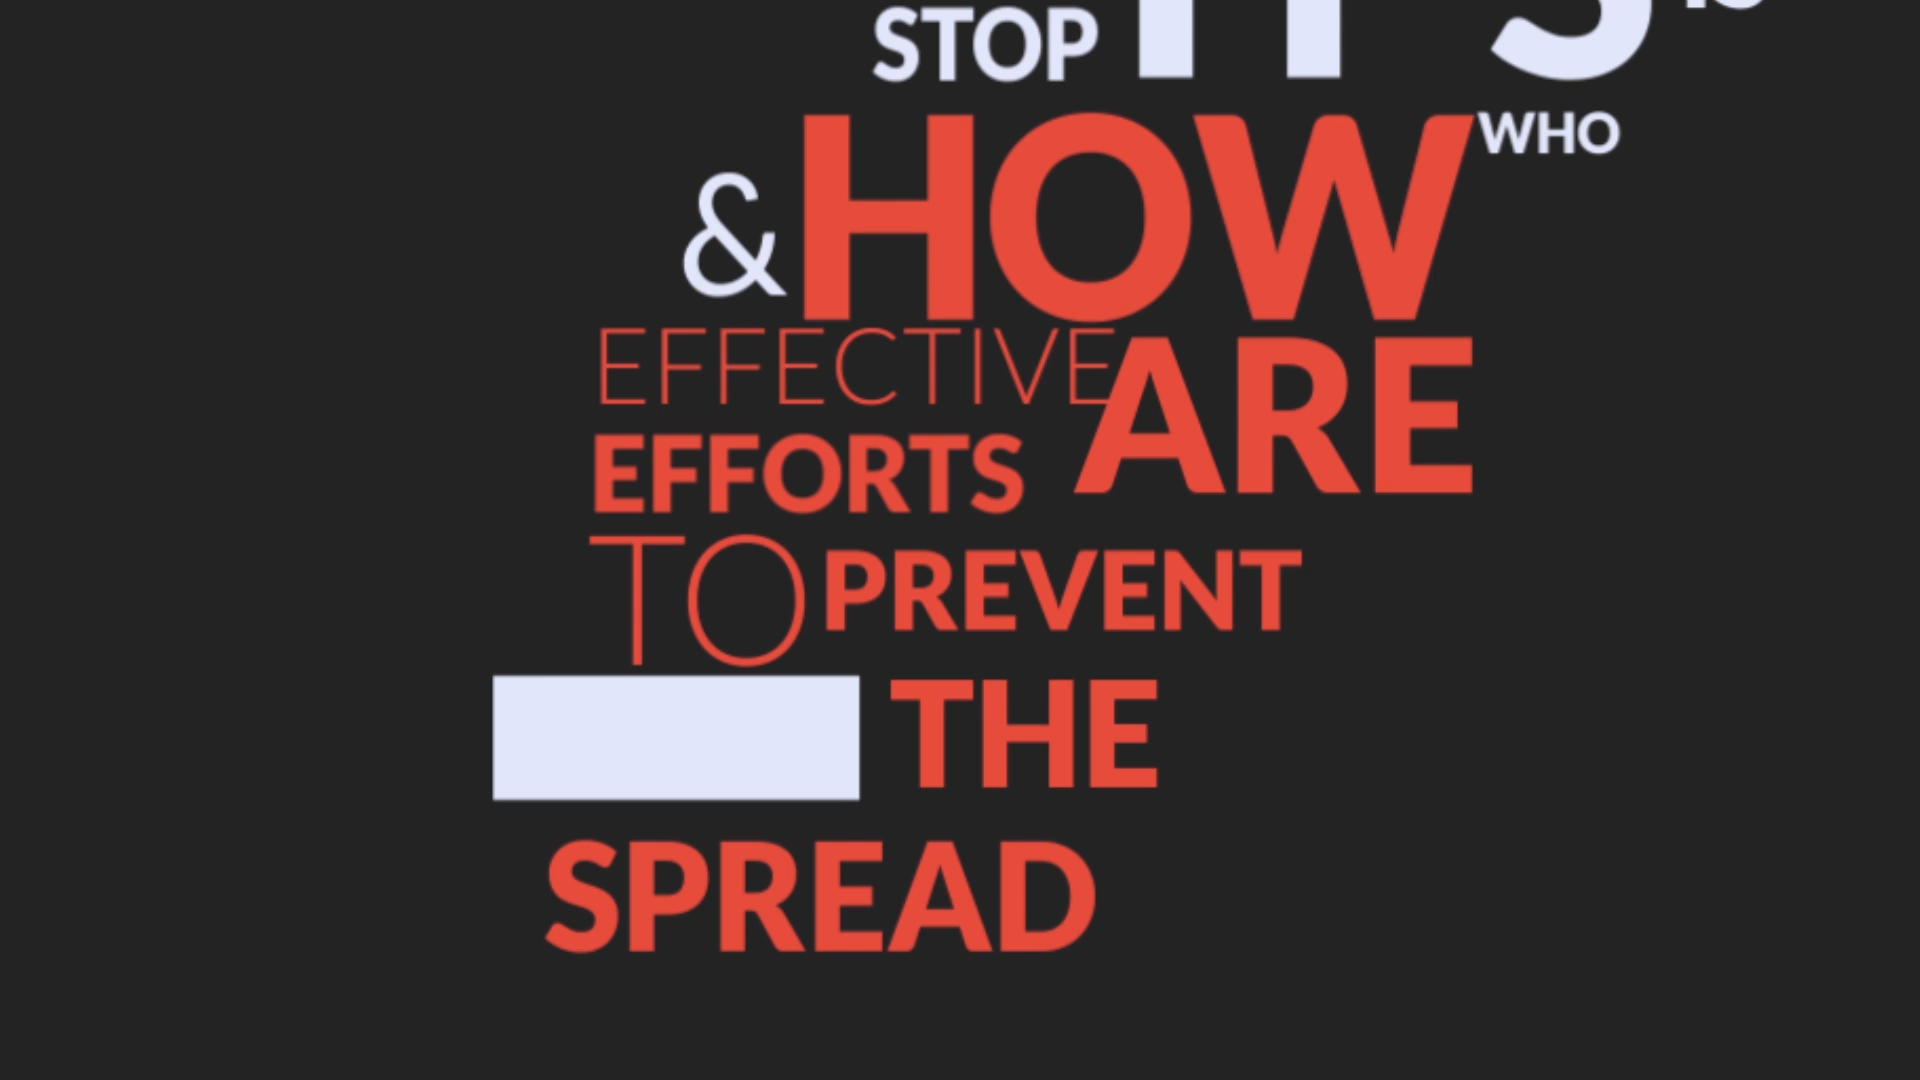 STOP
WHO
& HOW
EFFECTIVE ARE
EFFORTS
TO PREVENT
THE
SPREAD